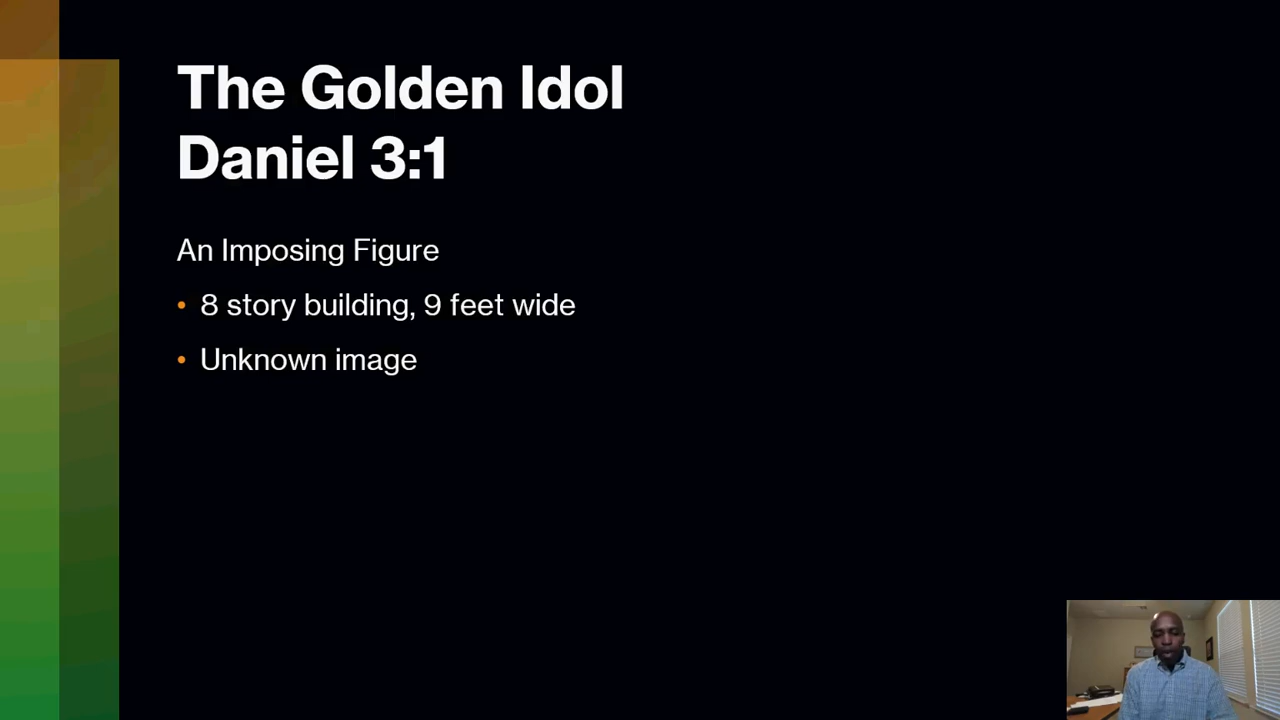 The Golden Idol
Daniel 3:1
An Imposing Figure
• 8 story building, 9 feet wide
• Unknown image